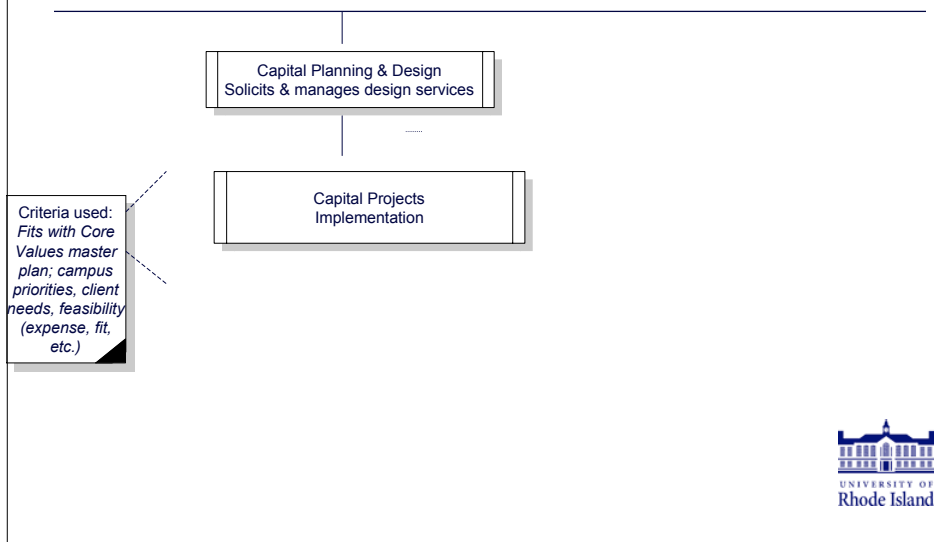 Capital Planning & Design
Solicits & manages design services
Capital Projects
Implementation
Criteria used:
Fits with Core
Values master
plan; campus
priorities, client
needs, feasibility
(expense, fit,
etc.)
UNIVERSITY OF
Rhode Island